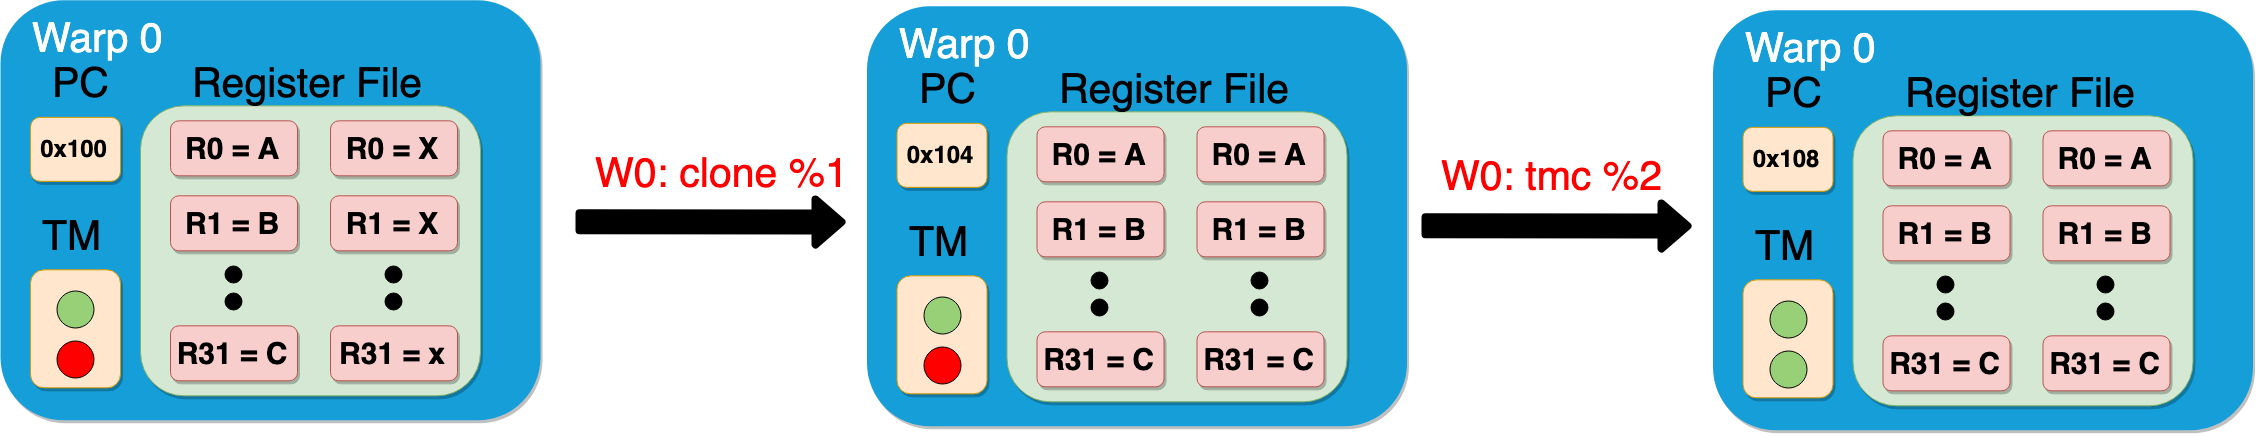 Warp 0
PC
Register File
0x100
R0 = A
R0 = X
R1 = B
R1 = X
TM
R31 = C
R31 = x
W0: clone %1
Warp 0
PC
Register File
0x104
R0 = A
R0 = A
R1 = B
R1 = B
TM
R31 = C
R31 = C
W0: tmc %2
Warp 0
PC
Register File
0x108
R0 = A
R0 = A
R1 = B
R1 = B
TM
R31 = C
R31 = C